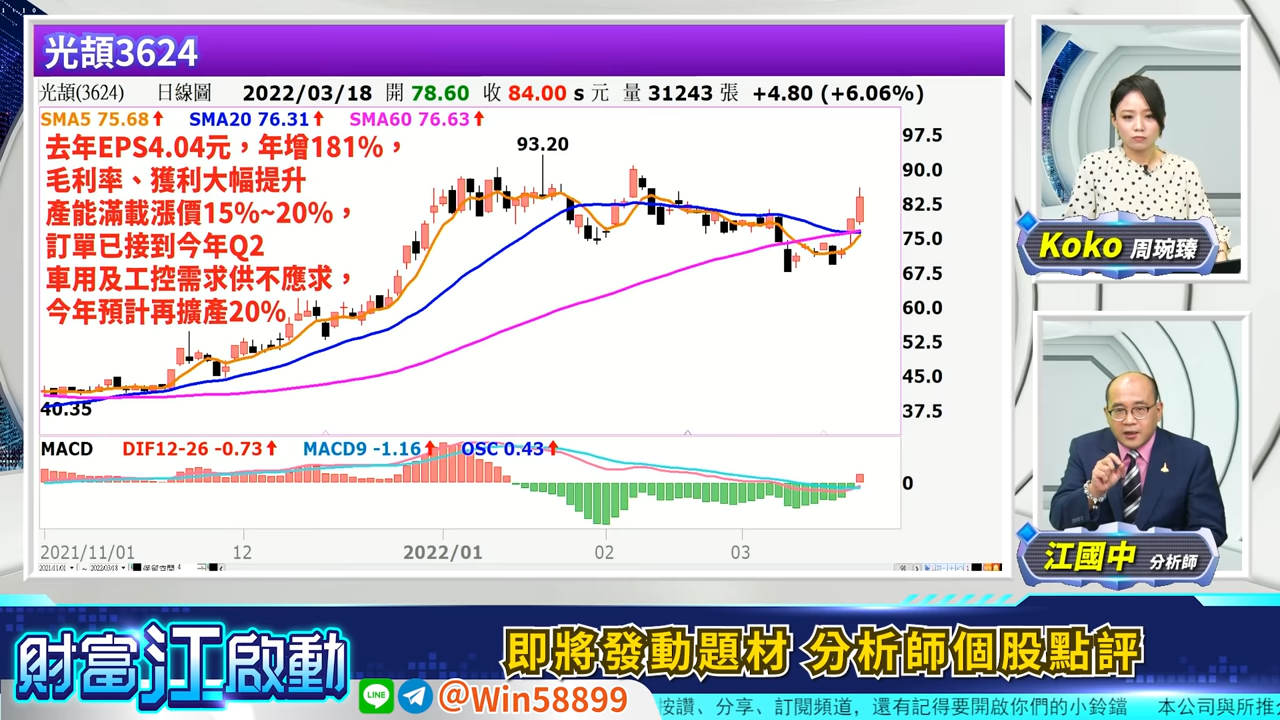 光頡3624
光頡(3624) 日線圖 2022/03/18 開 78.60 收 84.00 s 元 量 31243 張 +4.80 (+6.06%)
SMA5 75.68 SMA20 76.31 SMA60 76.63
去年EPS4.04元，年增181%，
毛利率、獲利大幅提升
產能滿載漲價15%~20%，
訂單已接到今年Q2
車用及工控需求供不應求，
今年預計再擴產20%
93.20
40.35
97.5
90.0
82.5
75.0
67.5
60.0
52.5
45.0
37.5
MACD DIF12-26 -0.73 MACD9 -1.16 OSC 0.43
0
2021/11/01 12 2022/01 02 03
Koko 周琬臻
江國中 分析師
財富江啟動
即將發動題材 分析師個股點評
LINE @Win58899
按讚、分享、訂閱頻道，還有記得要開啟你們的小鈴鐺 本公司與所推